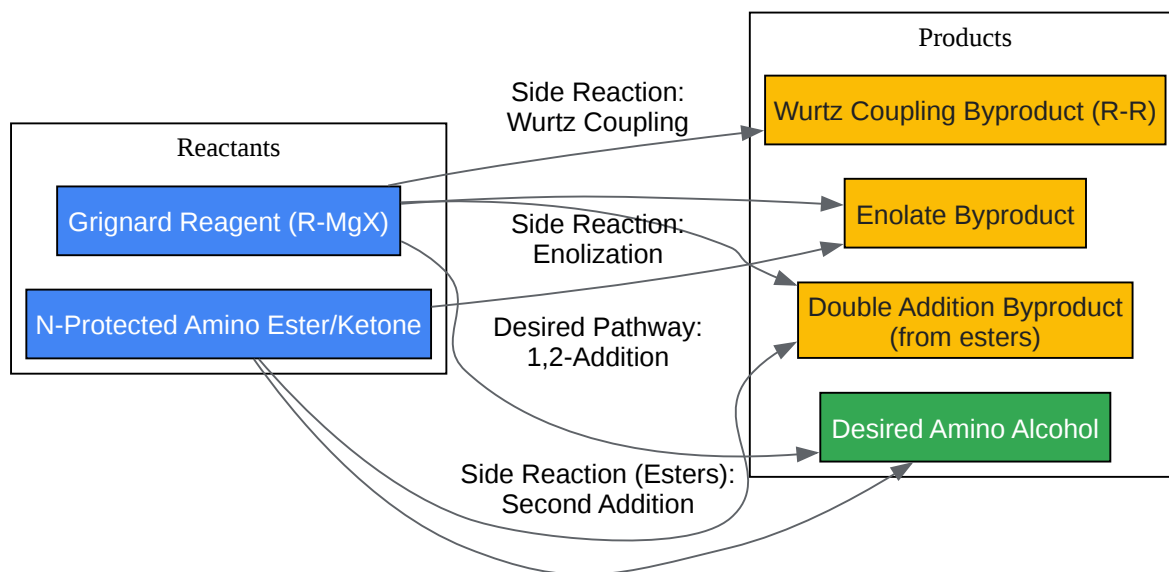 Products
Side Reaction:
Wurtz Coupling
Wurtz Coupling Byproduct (R-R)
Reactants
Grignard Reagent (R-MgX)
Enolate Byproduct
Side Reaction:
Enolization
N-Protected Amino Ester/Ketone
Double Addition Byproduct
(from esters)
Desired Pathway:
1,2-Addition
Desired Amino Alcohol
Side Reaction (Esters):
Second Addition